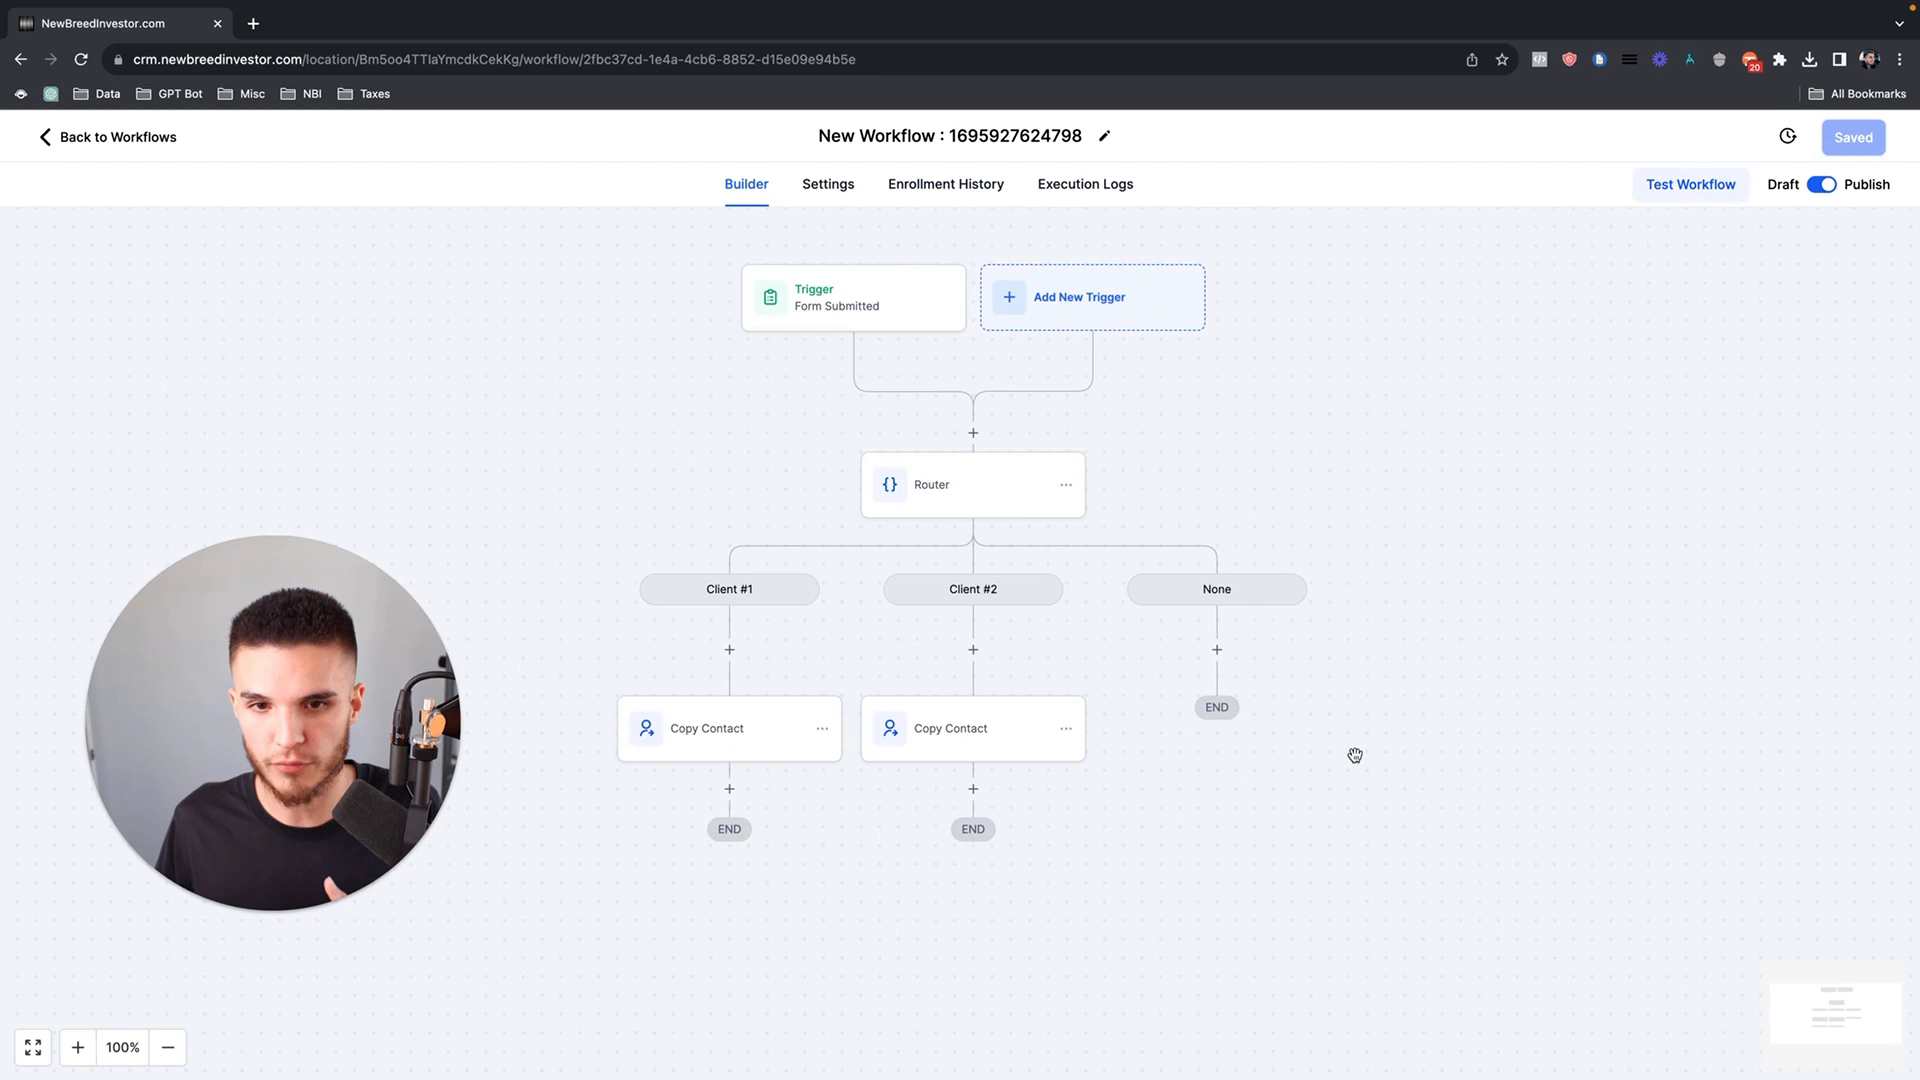 NewBreedInvestor.com
crm.newbreedinvestor.com/location/Bm5oo4TTIaYmcdkCekKg/workflow/2fbc37cd-1e4a-4cb6-8852-d15e09e94b5e
20
Data
GPT Bot
Misc
NBI
Taxes
All Bookmarks
Back to Workflows
New Workflow : 1695927624798
Saved
Builder
Settings
Enrollment History
Execution Logs
Test Workflow
Draft
Publish
Trigger
Form Submitted
Add New Trigger
Router
Client #1
Client #2
None
END
Copy Contact
Copy Contact
END
END
100%